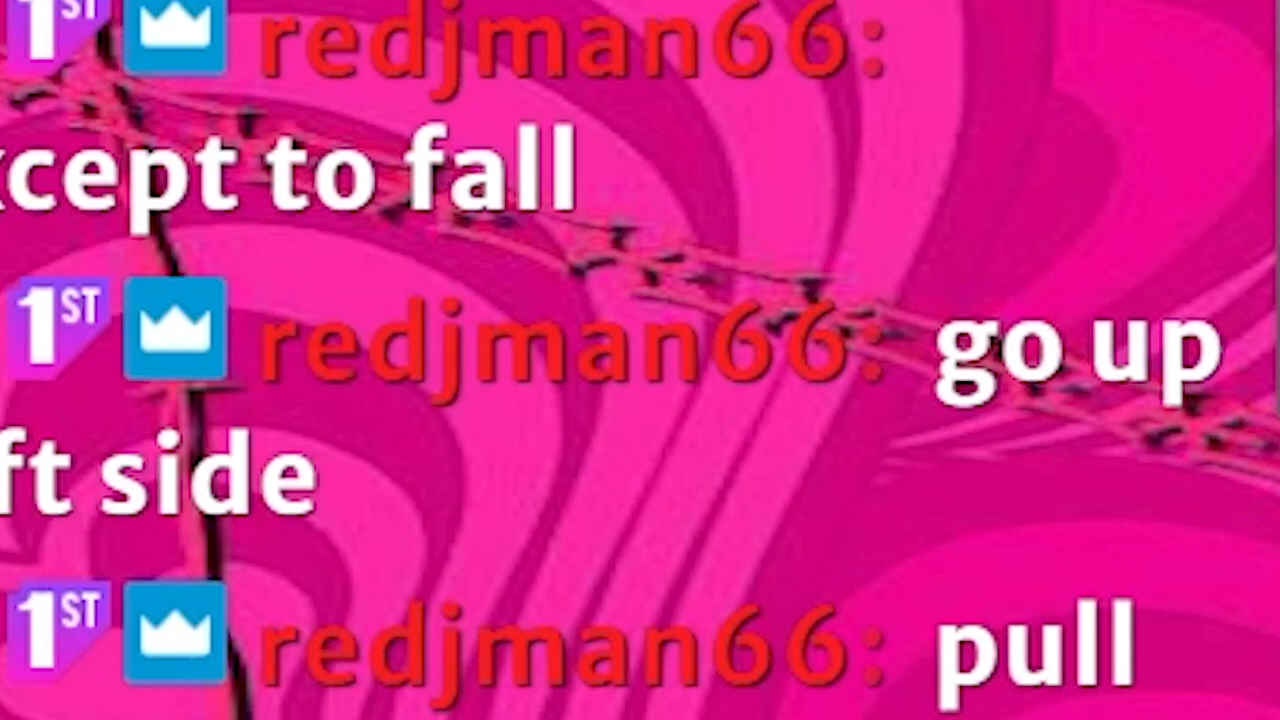 1ST redjman66:
xcept to fall
1ST redjman66: go up
ft side
1ST redjman66: pull